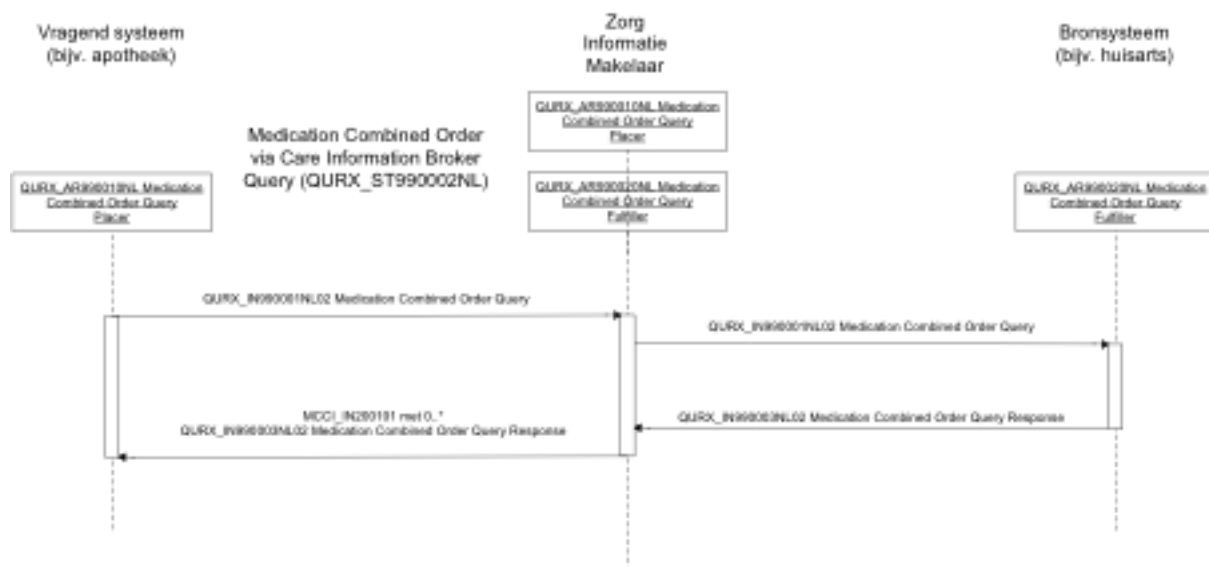 Vragend systeem
(bijv. apotheek)
Zorg
Informatie
Makelaar
Bronsysteem
(bijv. huisarts)
QURX_AR990010NL Medication
Combined Order Query
Placer
Medication Combined Order
via Care Information Broker
Query (QURX_ST990002NL)
QURX_AR990010NL Medication
Combined Order Query
Placer
QURX_AR990020NL Medication
Combined Order Query
Fulfiller
QURX_AR990020NL Medication
Combined Order Query
Fulfiller
QURX_IN990001NL02 Medication Combined Order Query
QURX_IN990001NL02 Medication Combined Order Query
MCCI_IN200101 met 0..*
QURX_IN990003NL02 Medication Combined Order Query Response
QURX_IN990003NL02 Medication Combined Order Query Response